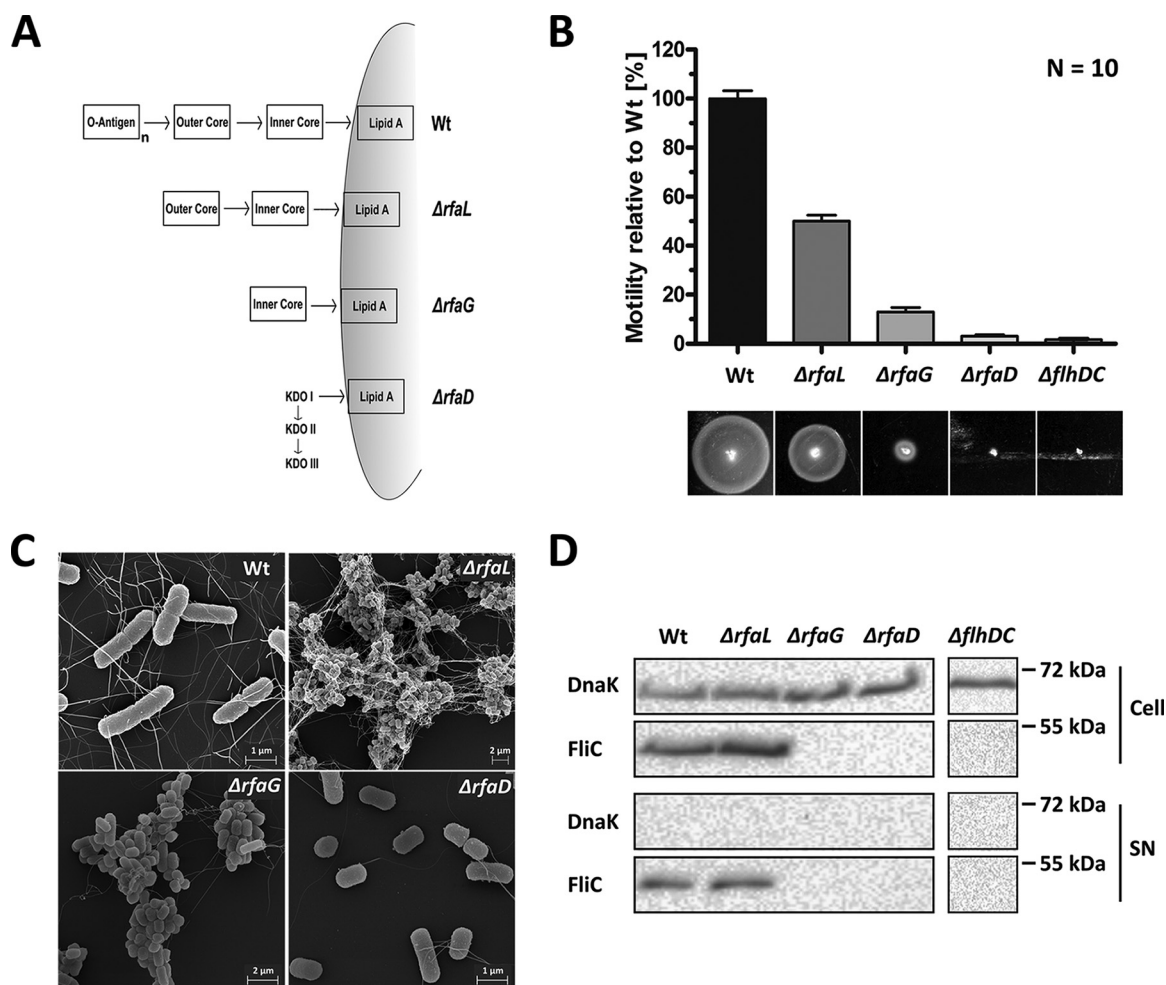 A
O-Antigen
n
Outer Core
Inner Core
Lipid A
Wt
Outer Core
Inner Core
Lipid A
ΔrfaL
Inner Core
Lipid A
ΔrfaG
KDO I
Lipid A
ΔrfaD
KDO II
KDO III
B
Motility relative to Wt [%]
120
100
80
60
40
20
0
N = 10
Wt
ΔrfaL
ΔrfaG
ΔrfaD
ΔflhDC
C
Wt
1 µm
ΔrfaL
2 µm
ΔrfaG
2 µm
ΔrfaD
1 µm
D
Wt
ΔrfaL
ΔrfaG
ΔrfaD
ΔflhDC
DnaK
72 kDa
FliC
55 kDa
Cell
DnaK
72 kDa
FliC
55 kDa
SN